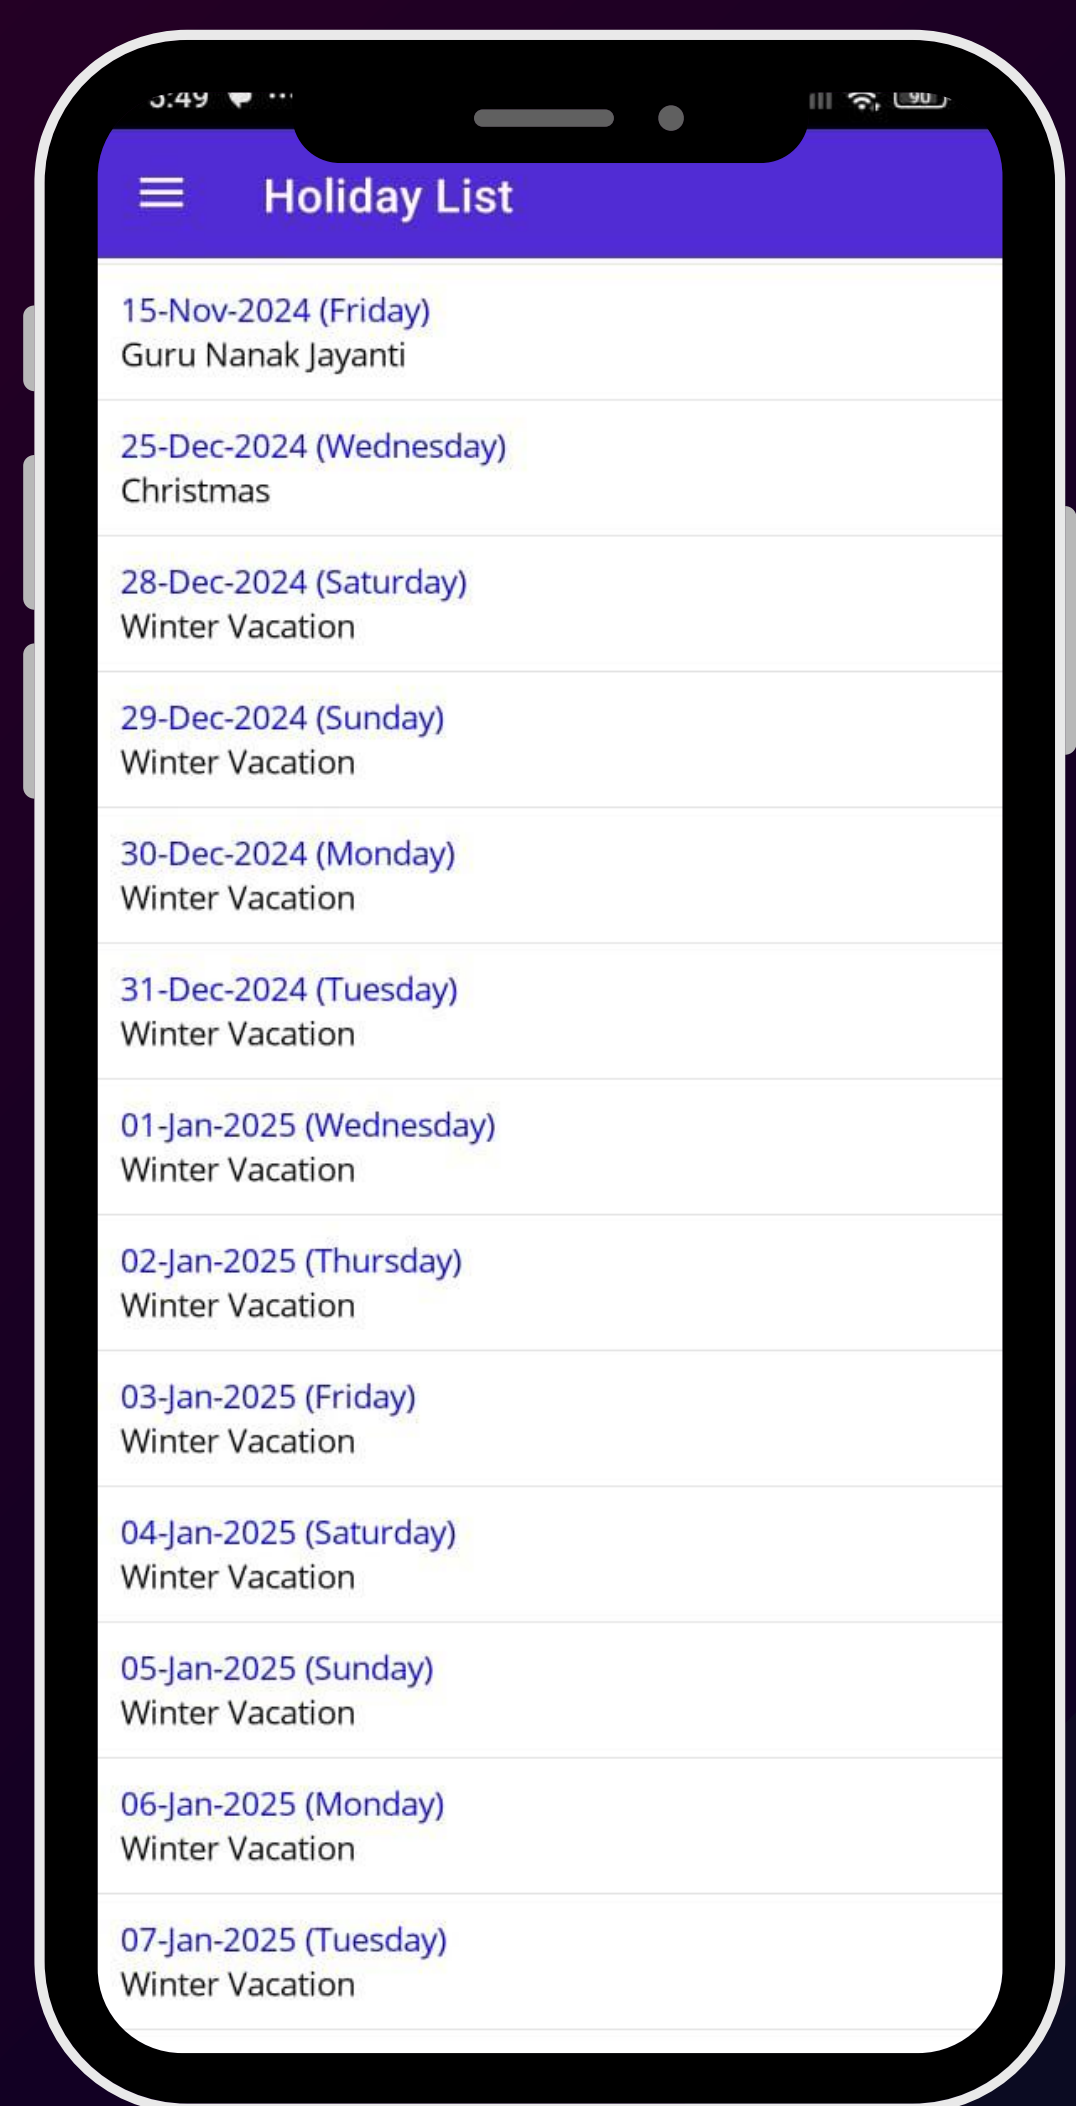 Holiday List
15-Nov-2024 (Friday)
Guru Nanak Jayanti
25-Dec-2024 (Wednesday)
Christmas
28-Dec-2024 (Saturday)
Winter Vacation
29-Dec-2024 (Sunday)
Winter Vacation
30-Dec-2024 (Monday)
Winter Vacation
31-Dec-2024 (Tuesday)
Winter Vacation
01-Jan-2025 (Wednesday)
Winter Vacation
02-Jan-2025 (Thursday)
Winter Vacation
03-Jan-2025 (Friday)
Winter Vacation
04-Jan-2025 (Saturday)
Winter Vacation
05-Jan-2025 (Sunday)
Winter Vacation
06-Jan-2025 (Monday)
Winter Vacation
07-Jan-2025 (Tuesday)
Winter Vacation